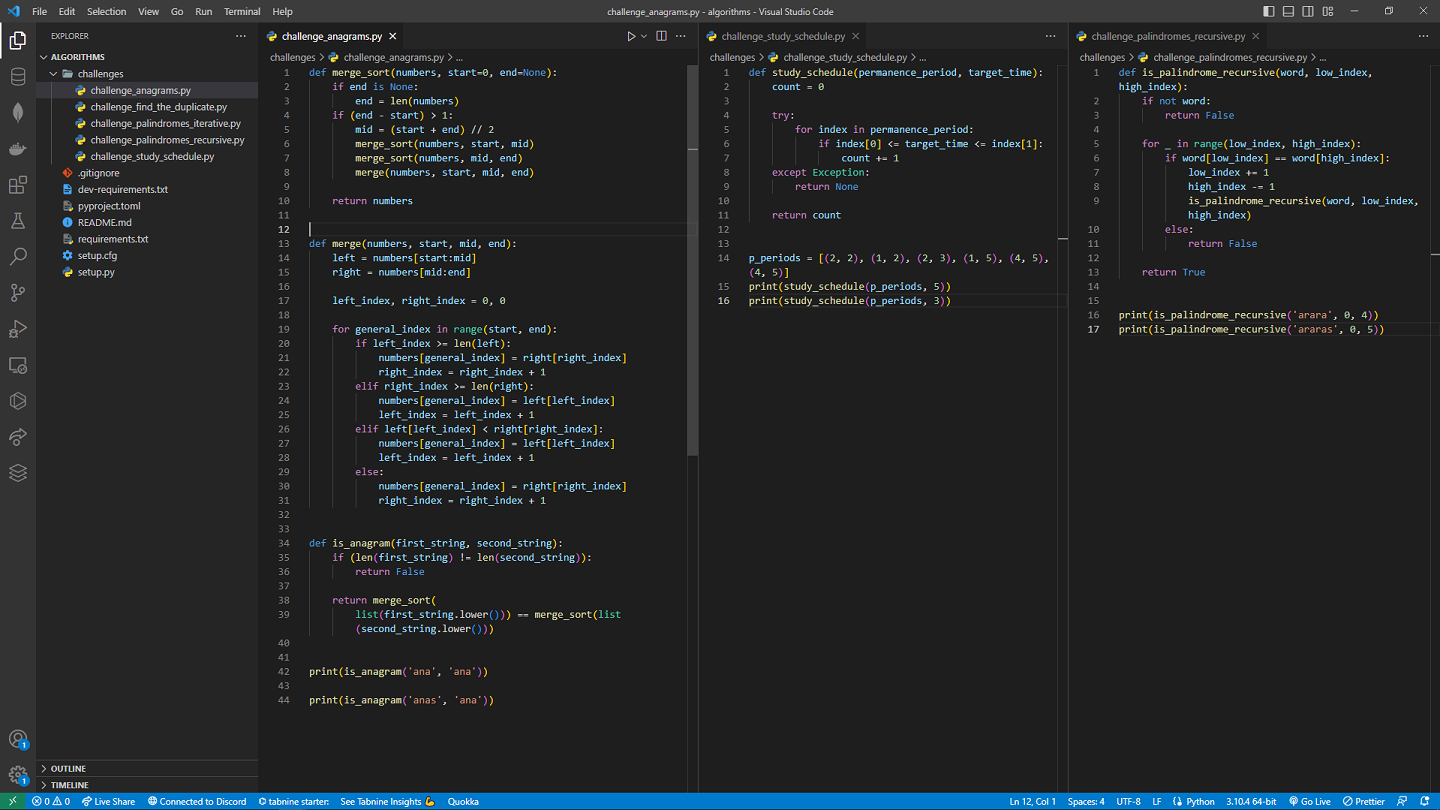 File Edit Selection View Go Run Terminal Help
challenge_anagrams.py - algorithms - Visual Studio Code
EXPLORER
ALGORITHMS
challenges
challenge_anagrams.py
challenge_find_the_duplicate.py
challenge_palindromes_iterative.py
challenge_palindromes_recursive.py
challenge_study_schedule.py
.gitignore
dev-requirements.txt
pyproject.toml
README.md
requirements.txt
setup.cfg
setup.py
OUTLINE
TIMELINE
1
1
challenge_anagrams.py
challenges > challenge_anagrams.py > ...
1 def merge_sort(numbers, start=0, end=None):
2 if end is None:
3 end = len(numbers)
4 if (end - start) > 1:
5 mid = (start + end) // 2
6 merge_sort(numbers, start, mid)
7 merge_sort(numbers, mid, end)
8 merge(numbers, start, mid, end)
9
10 return numbers
11
12
13 def merge(numbers, start, mid, end):
14 left = numbers[start:mid]
15 right = numbers[mid:end]
16
17 left_index, right_index = 0, 0
18
19 for general_index in range(start, end):
20 if left_index >= len(left):
21 numbers[general_index] = right[right_index]
22 right_index = right_index + 1
23 elif right_index >= len(right):
24 numbers[general_index] = left[left_index]
25 left_index = left_index + 1
26 elif left[left_index] < right[right_index]:
27 numbers[general_index] = left[left_index]
28 left_index = left_index + 1
29 else:
30 numbers[general_index] = right[right_index]
31 right_index = right_index + 1
32
33
34 def is_anagram(first_string, second_string):
35 if (len(first_string) != len(second_string)):
36 return False
37
38 return merge_sort(
39 list(first_string.lower())) == merge_sort(list
(second_string.lower()))
40
41
42 print(is_anagram('ana', 'ana'))
43
44 print(is_anagram('anas', 'ana'))
challenge_study_schedule.py
challenges > challenge_study_schedule.py > ...
1 def study_schedule(permanence_period, target_time):
2 count = 0
3
4 try:
5 for index in permanence_period:
6 if index[0] <= target_time <= index[1]:
7 count += 1
8 except Exception:
9 return None
10
11 return count
12
13
14 p_periods = [(2, 2), (1, 2), (2, 3), (1, 5), (4, 5),
(4, 5)]
15 print(study_schedule(p_periods, 5))
16 print(study_schedule(p_periods, 3))
challenge_palindromes_recursive.py
challenges > challenge_palindromes_recursive.py > ...
1 def is_palindrome_recursive(word, low_index,
high_index):
2 if not word:
3 return False
4
5 for _ in range(low_index, high_index):
6 if word[low_index] == word[high_index]:
7 low_index += 1
8 high_index -= 1
9 is_palindrome_recursive(word, low_index,
high_index)
10 else:
11 return False
12
13 return True
14
15
16 print(is_palindrome_recursive('arara', 0, 4))
17 print(is_palindrome_recursive('araras', 0, 5))
0 0 Live Share Connected to Discord tabnine starter: See Tabnine Insights 💪 Quokka Ln 12, Col 1 Spaces: 4 UTF-8 LF Python 3.10.4 64-bit Go Live Prettier